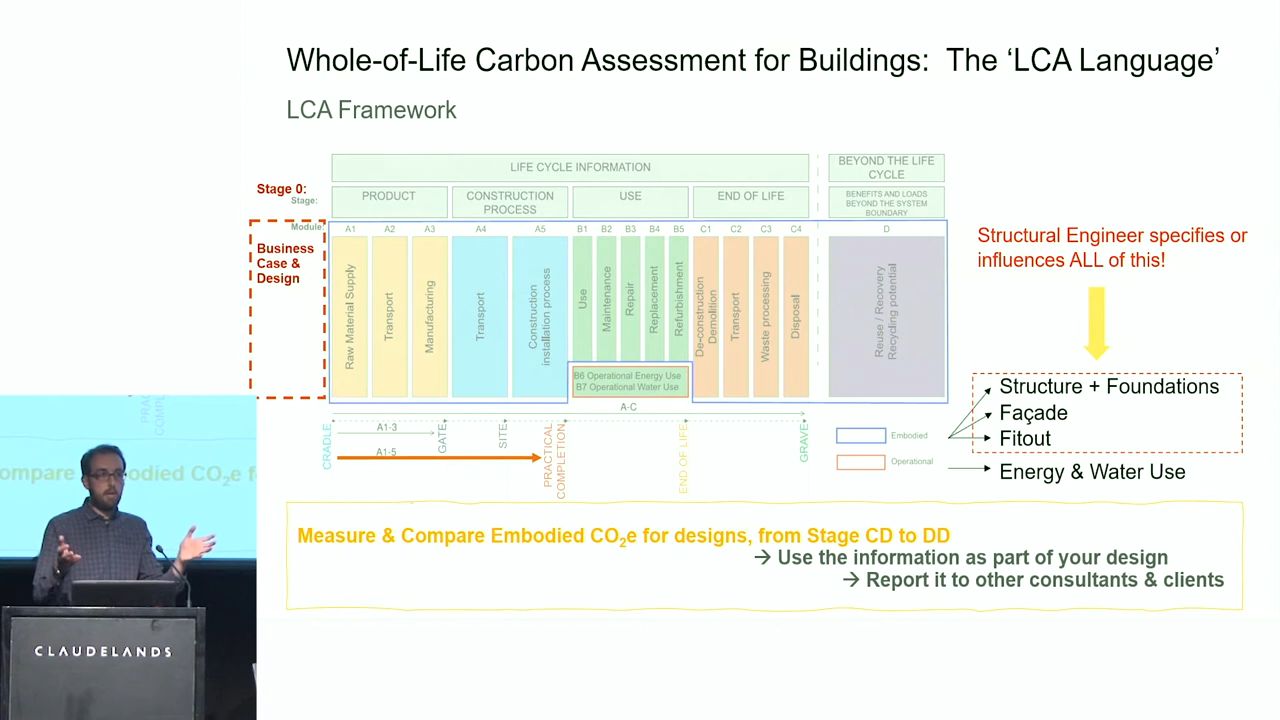 Whole-of-Life Carbon Assessment for Buildings: The ‘LCA Language’
LCA Framework
LIFE CYCLE INFORMATION
BEYOND THE LIFE
CYCLE
Stage 0:
Stage:
PRODUCT
CONSTRUCTION
PROCESS
USE
END OF LIFE
BENEFITS AND LOADS
BEYOND THE SYSTEM
BOUNDARY
Module:
A1 A2 A3 A4 A5 B1 B2 B3 B4 B5 C1 C2 C3 C4 D
Business
Case &
Design
Raw Material Supply
Transport
Manufacturing
Transport
Construction
installation process
Use
Maintenance
Repair
Replacement
Refurbishment
De-construction
Demolition
Transport
Waste processing
Disposal
Reuse / Recovery
Recycling potential
B6 Operational Energy Use
B7 Operational Water Use
Structural Engineer specifies or
influences ALL of this!
Structure + Foundations
Façade
Fitout
Energy & Water Use
A-C
A1-3
A1-5
CRADLE
GATE
SITE
PRACTICAL
COMPLETION
END OF LIFE
GRAVE
Embodied
Operational
Measure & Compare Embodied CO₂e for designs, from Stage CD to DD
→ Use the information as part of your design
→ Report it to other consultants & clients
PRAC
COMPL
ompare
odied CO₂e f
CLAUDELANDS